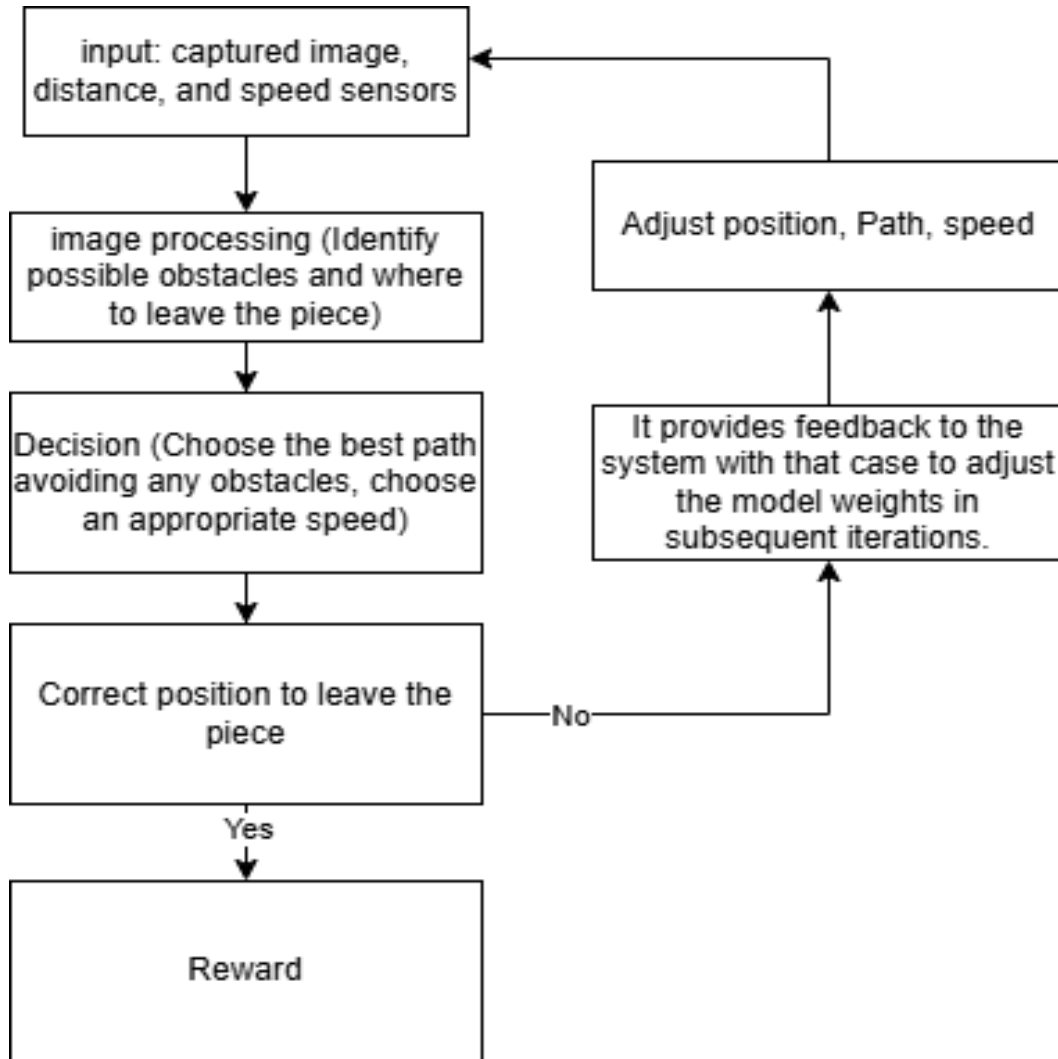 input: captured image,
distance, and speed sensors
image processing (Identify
possible obstacles and where
to leave the piece)
Decision (Choose the best path
avoiding any obstacles, choose
an appropriate speed)
Correct position to leave the
piece
No
Yes
Reward
It provides feedback to the
system with that case to adjust
the model weights in
subsequent iterations.
Adjust position, Path, speed